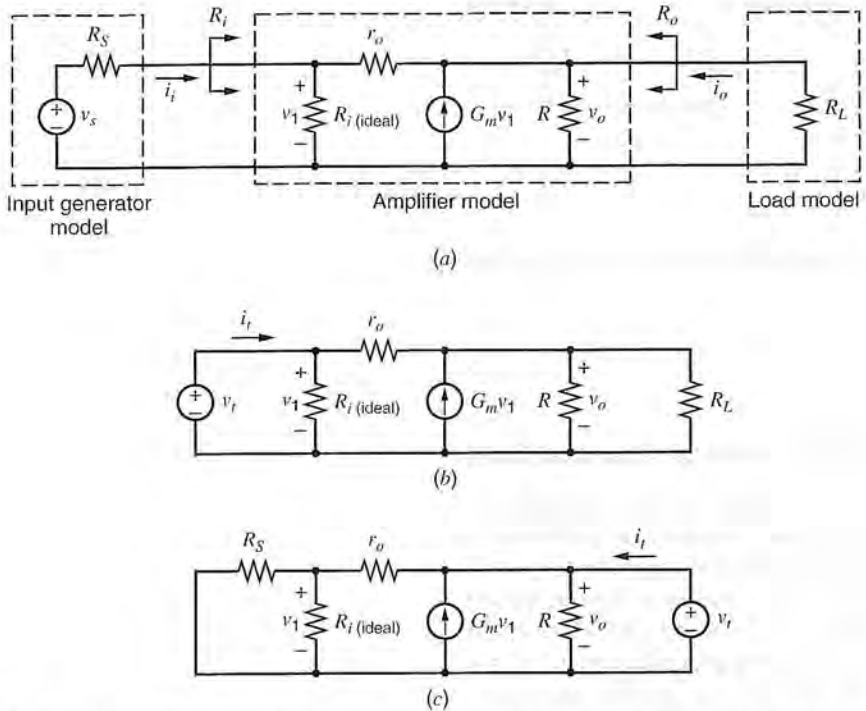 R_i
R_o
R_S
r_o
i_i
i_o
+
−
v_s
+
v_1
−
R_i (ideal)
G_m v_1
R
+
v_o
−
R_L
Input generator
model
Amplifier model
Load model
(a)
i_t
r_o
+
−
v_t
+
v_1
−
R_i (ideal)
G_m v_1
R
+
v_o
−
R_L
(b)
R_S
r_o
i_t
+
v_1
−
R_i (ideal)
G_m v_1
R
+
v_o
−
+
−
v_t
(c)